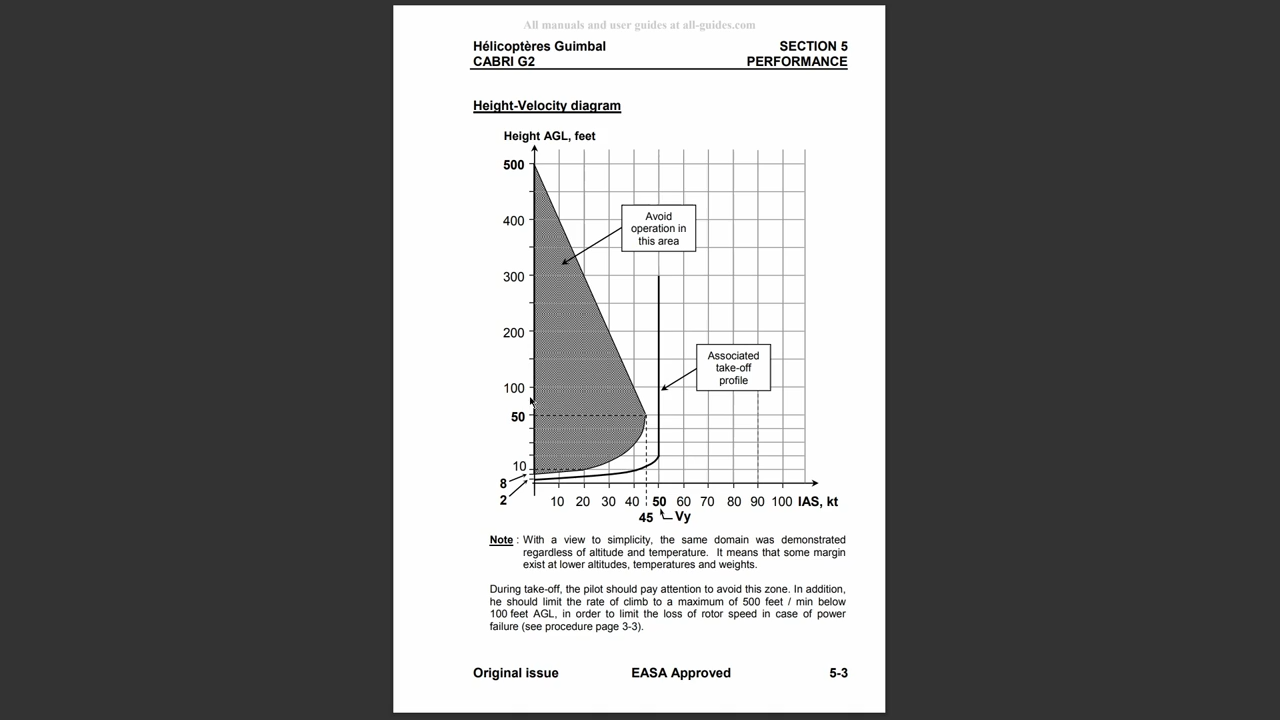 All manuals and user guides at all-guides.com
Hélicoptères Guimbal SECTION 5
CABRI G2 PERFORMANCE
Height-Velocity diagram
Height AGL, feet
500
400
300
200
100
50
10
8
2
Avoid
operation in
this area
Associated
take-off
profile
10 20 30 40 50 60 70 80 90 100 IAS, kt
45 Vy
Note : With a view to simplicity, the same domain was demonstrated
regardless of altitude and temperature. It means that some margin
exist at lower altitudes, temperatures and weights.
During take-off, the pilot should pay attention to avoid this zone. In addition,
he should limit the rate of climb to a maximum of 500 feet / min below
100 feet AGL, in order to limit the loss of rotor speed in case of power
failure (see procedure page 3-3).
Original issue EASA Approved 5-3